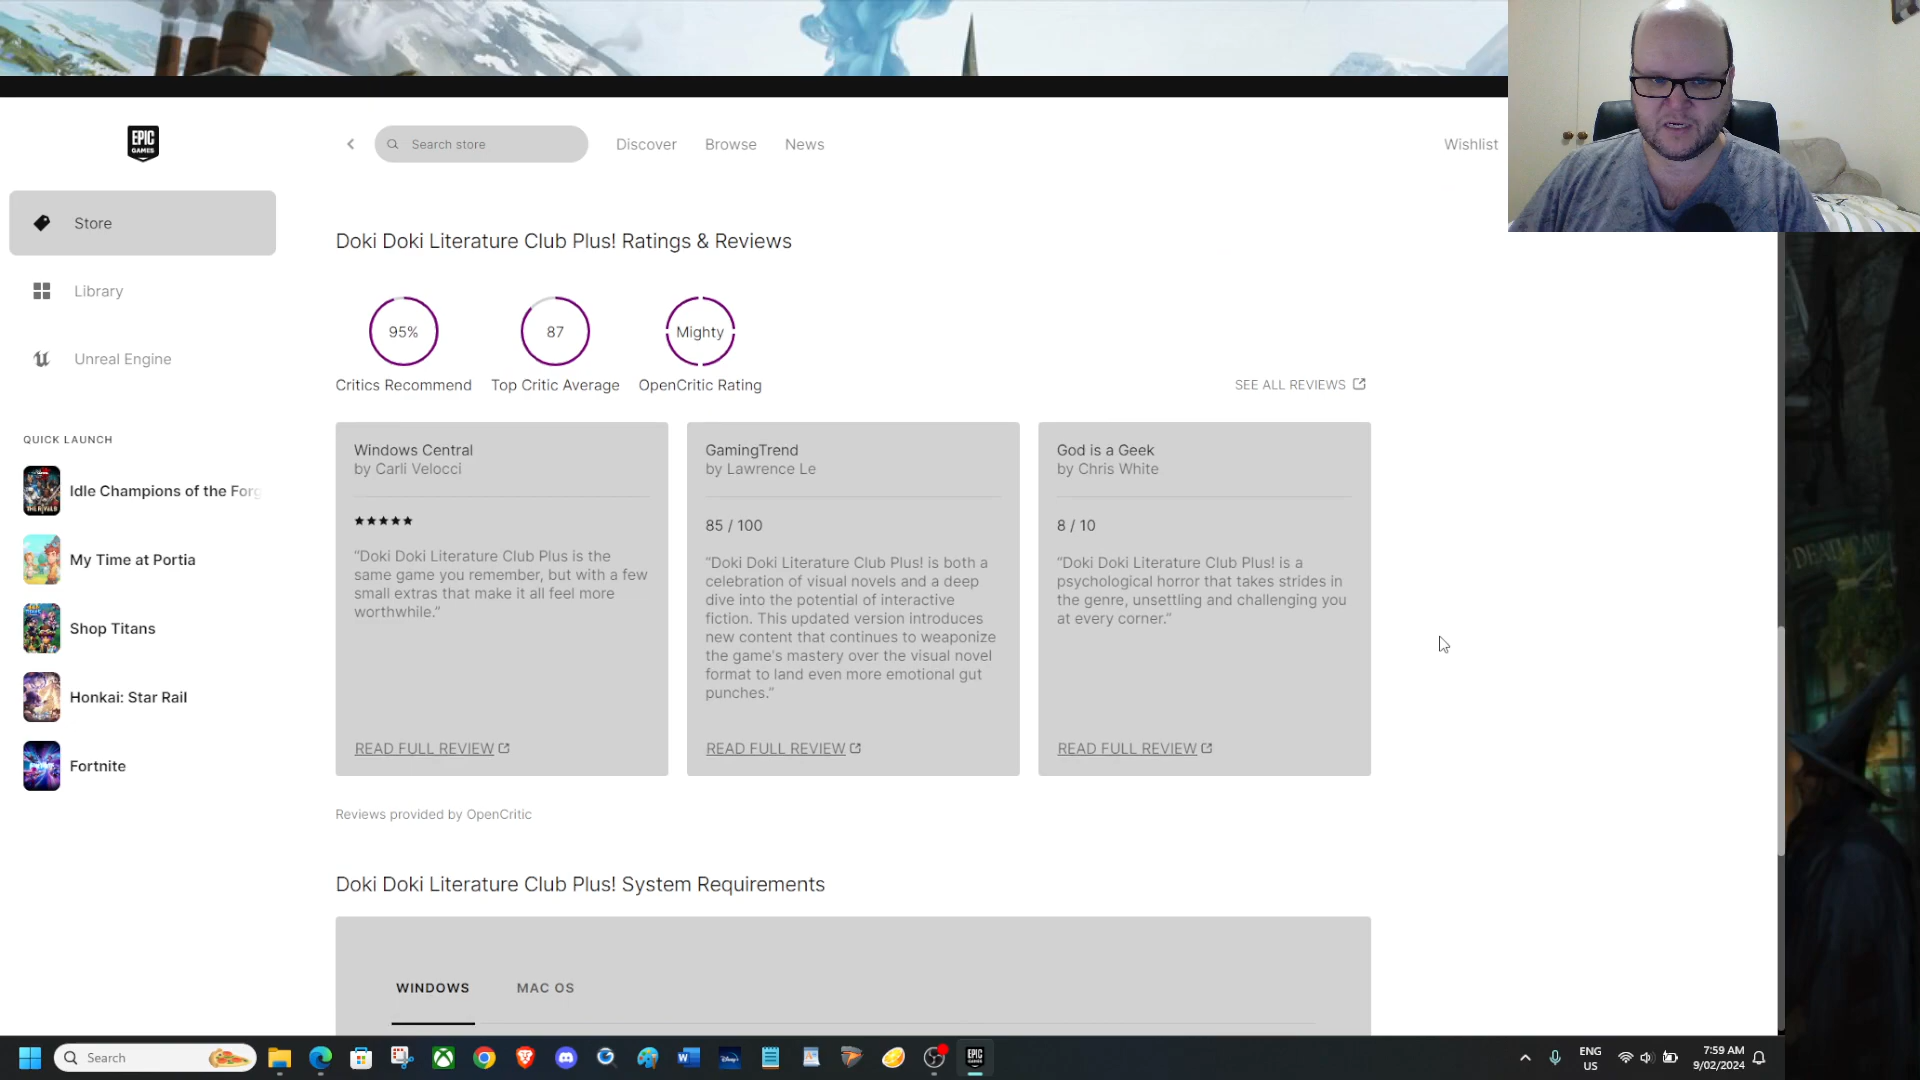 EPIC
GAMES
Search store
Discover
Browse
News
Wishlist
Store
Library
Unreal Engine
QUICK LAUNCH
Idle Champions of the Forg
My Time at Portia
Shop Titans
Honkai: Star Rail
Fortnite
Doki Doki Literature Club Plus! Ratings & Reviews
95%
Critics Recommend
87
Top Critic Average
Mighty
OpenCritic Rating
SEE ALL REVIEWS
Windows Central
by Carli Velocci
★★★★★
“Doki Doki Literature Club Plus is the
same game you remember, but with a few
small extras that make it all feel more
worthwhile.”
READ FULL REVIEW
GamingTrend
by Lawrence Le
85 / 100
“Doki Doki Literature Club Plus! is both a
celebration of visual novels and a deep
dive into the potential of interactive
fiction. This updated version introduces
new content that continues to weaponize
the game's mastery over the visual novel
format to land even more emotional gut
punches.”
READ FULL REVIEW
God is a Geek
by Chris White
8 / 10
“Doki Doki Literature Club Plus! is a
psychological horror that takes strides in
the genre, unsettling and challenging you
at every corner.”
READ FULL REVIEW
Reviews provided by OpenCritic
Doki Doki Literature Club Plus! System Requirements
WINDOWS
MAC OS
Search
ENG
US
7:59 AM
9/02/2024